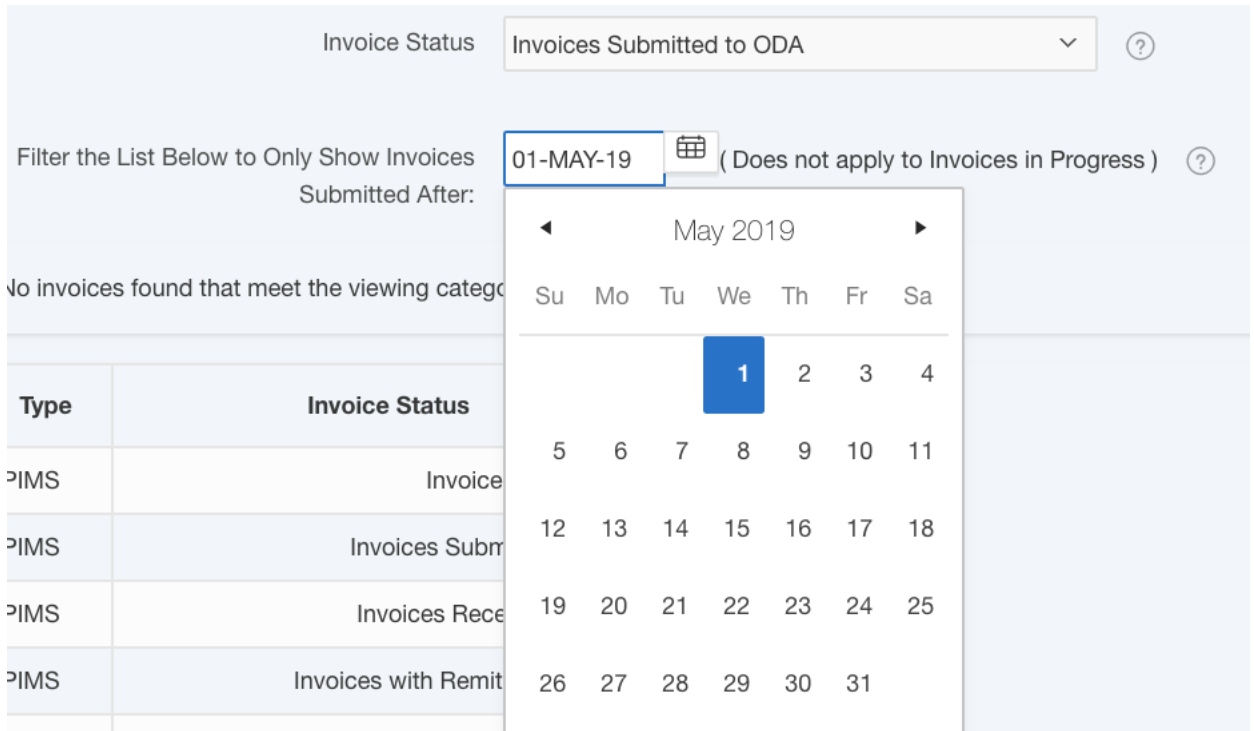 Invoice Status Invoices Submitted to ODA ?
Filter the List Below to Only Show Invoices 01-MAY-19 ( Does not apply to Invoices in Progress ) ?
Submitted After:
May 2019
No invoices found that meet the viewing
Su Mo Tu We Th Fr Sa
1 2 3 4
Type Invoice Status
5 6 7 8 9 10 11
PIMS Invoice
12 13 14 15 16 17 18
PIMS Invoices
19 20 21 22 23 24 25
PIMS Invoices
26 27 28 29 30 31
PIMS Invoices with